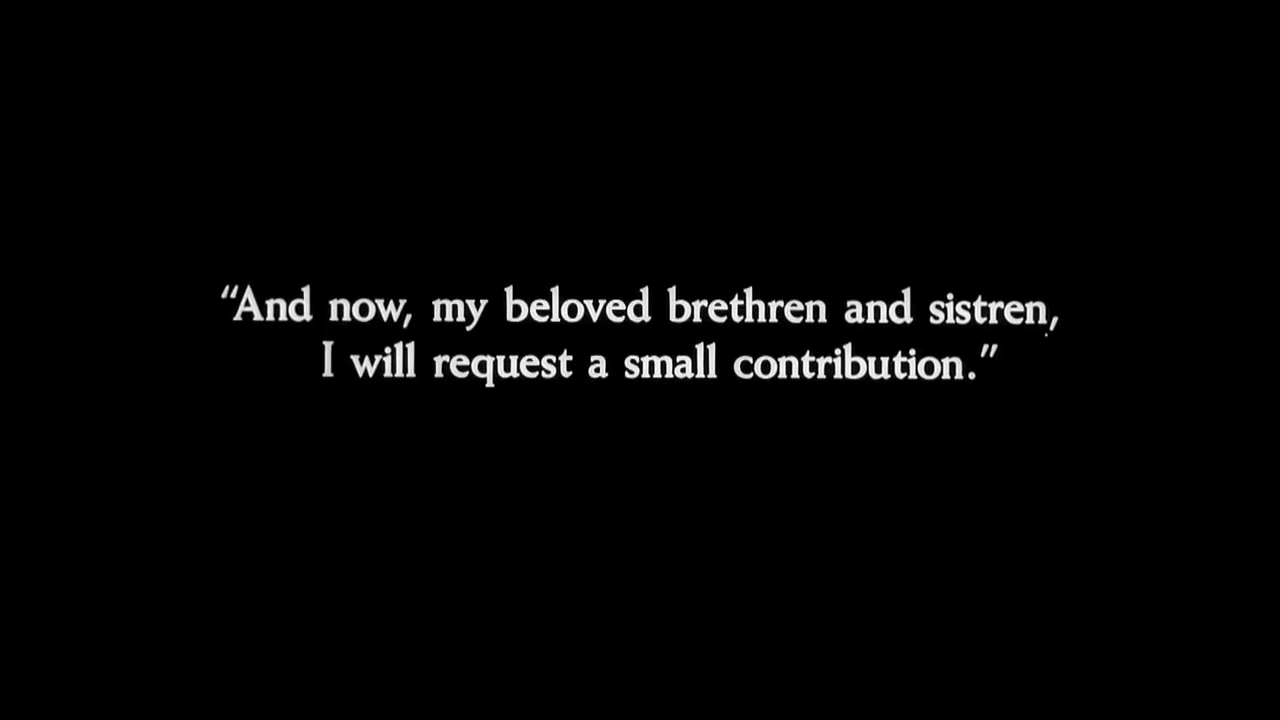 “And now, my beloved brethren and sistren,
I will request a small contribution.”